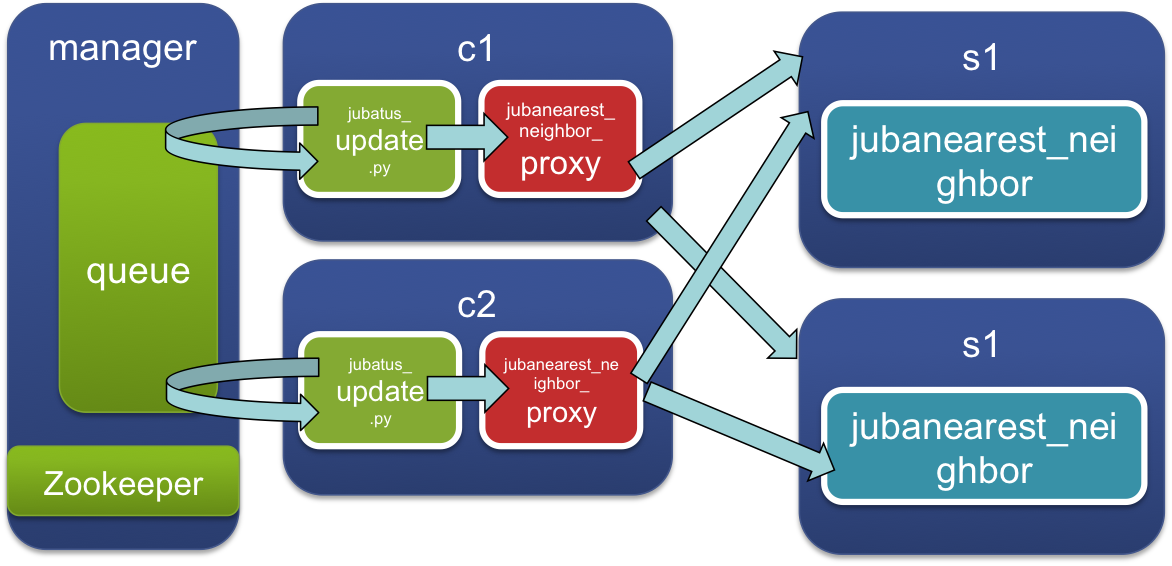 manager
queue
Zookeeper
c1
jubatus_
update
.py
jubanearest_
neighbor_
proxy
c2
jubatus_
update
.py
jubanearest_ne
ighbor_
proxy
s1
jubanearest_nei
ghbor
s1
jubanearest_nei
ghbor